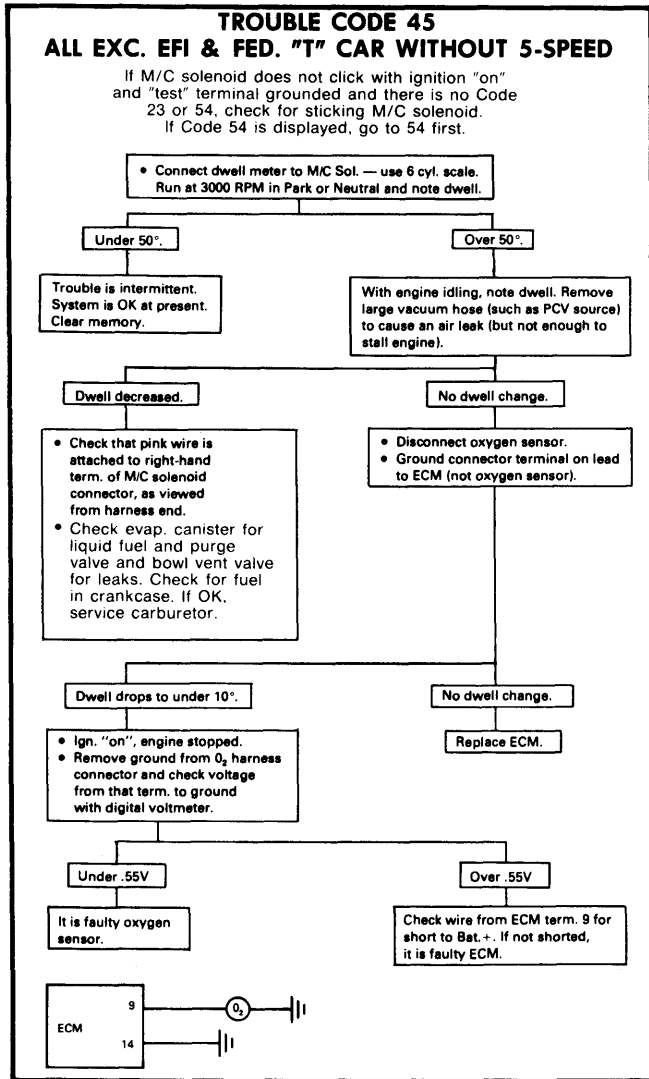 TROUBLE CODE 45
ALL EXC. EFI & FED. "T" CAR WITHOUT 5-SPEED
If M/C solenoid does not click with ignition "on"
and "test" terminal grounded and there is no Code
23 or 54, check for sticking M/C solenoid.
If Code 54 is displayed, go to 54 first.
• Connect dwell meter to M/C Sol. — use 6 cyl. scale.
Run at 3000 RPM in Park or Neutral and note dwell.
Under 50°.
Over 50°.
Trouble is intermittent.
System is OK at present.
Clear memory.
With engine idling, note dwell. Remove
large vacuum hose (such as PCV source)
to cause an air leak (but not enough to
stall engine).
Dwell decreased.
No dwell change.
• Check that pink wire is
attached to right-hand
term. of M/C solenoid
connector, as viewed
from harness end.
• Check evap. canister for
liquid fuel and purge
valve and bowl vent valve
for leaks. Check for fuel
in crankcase. If OK,
service carburetor.
• Disconnect oxygen sensor.
• Ground connector terminal on lead
to ECM (not oxygen sensor).
Dwell drops to under 10°.
No dwell change.
• Ign. "on", engine stopped.
• Remove ground from O₂ harness
connector and check voltage
from that term. to ground
with digital voltmeter.
Replace ECM.
Under .55V
Over .55V
It is faulty oxygen
sensor.
Check wire from ECM term. 9 for
short to Bat.+. If not shorted,
it is faulty ECM.
9
O₂
ECM
14